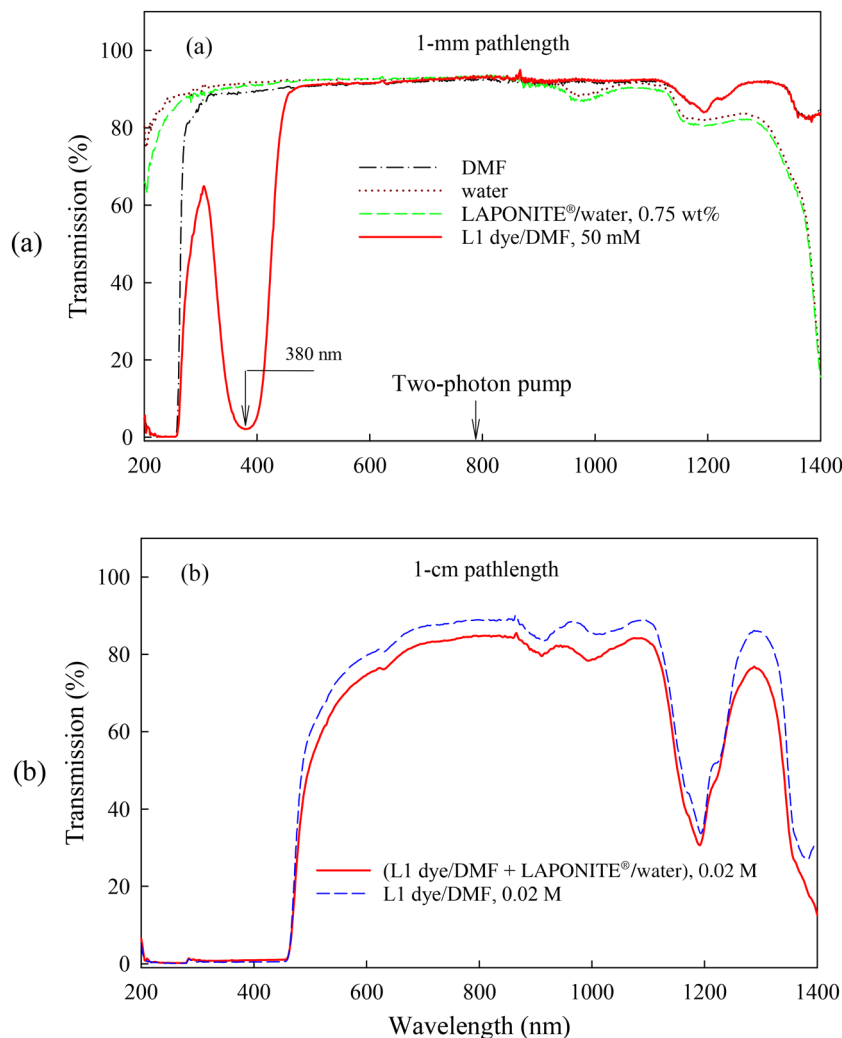 (a)
1-mm pathlength
100
80
60
40
20
0
Transmission (%)
(a)
DMF
water
LAPONITE®/water, 0.75 wt%
L1 dye/DMF, 50 mM
380 nm
Two-photon pump
200 400 600 800 1000 1200 1400
(b)
1-cm pathlength
100
80
60
40
20
0
Transmission (%)
(b)
(L1 dye/DMF + LAPONITE®/water), 0.02 M
L1 dye/DMF, 0.02 M
200 400 600 800 1000 1200 1400
Wavelength (nm)